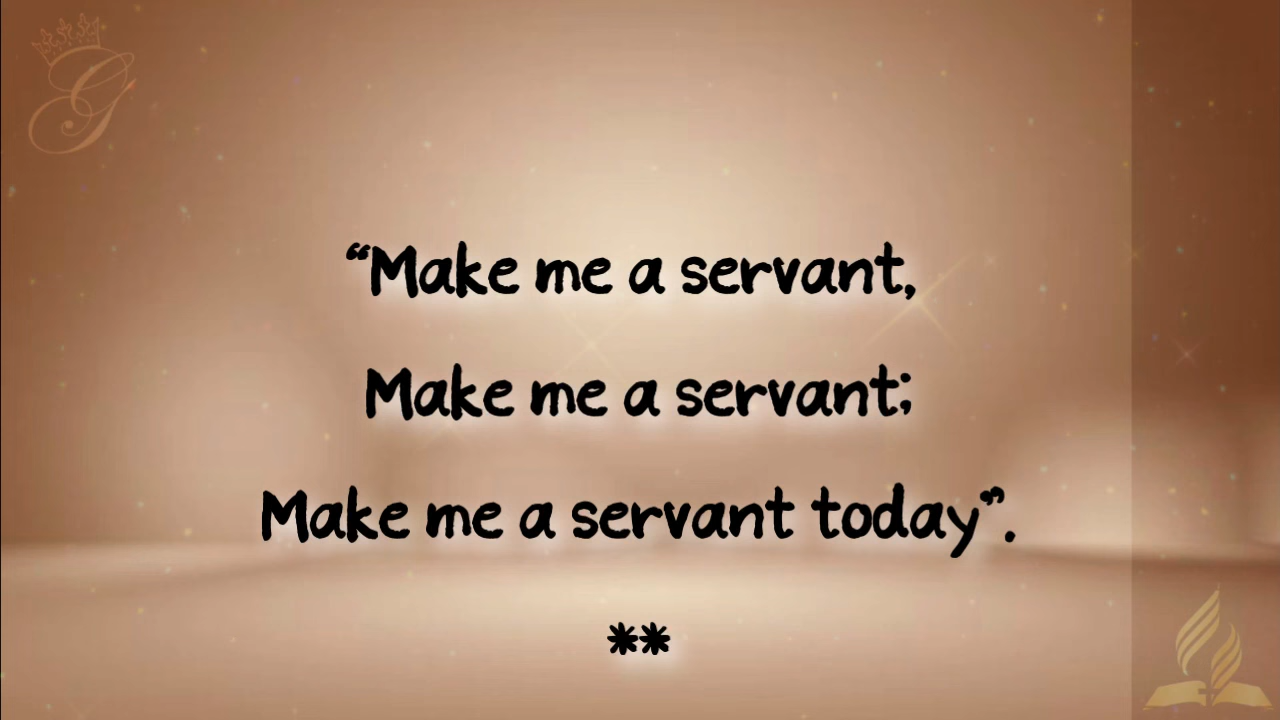 G
“Make me a servant,
Make me a servant;
Make me a servant today”.
**